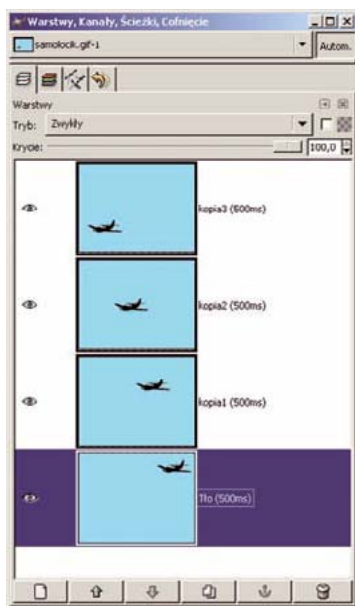 Warstwy, Kanały, Ścieżki, Cofnięcie
samolocik.gif-1
Autom.
Warstwy
Tryb: Zwykły
Krycie: 100,0
kopia3 (500ms)
kopia2 (500ms)
kopia1 (500ms)
Tło (500ms)